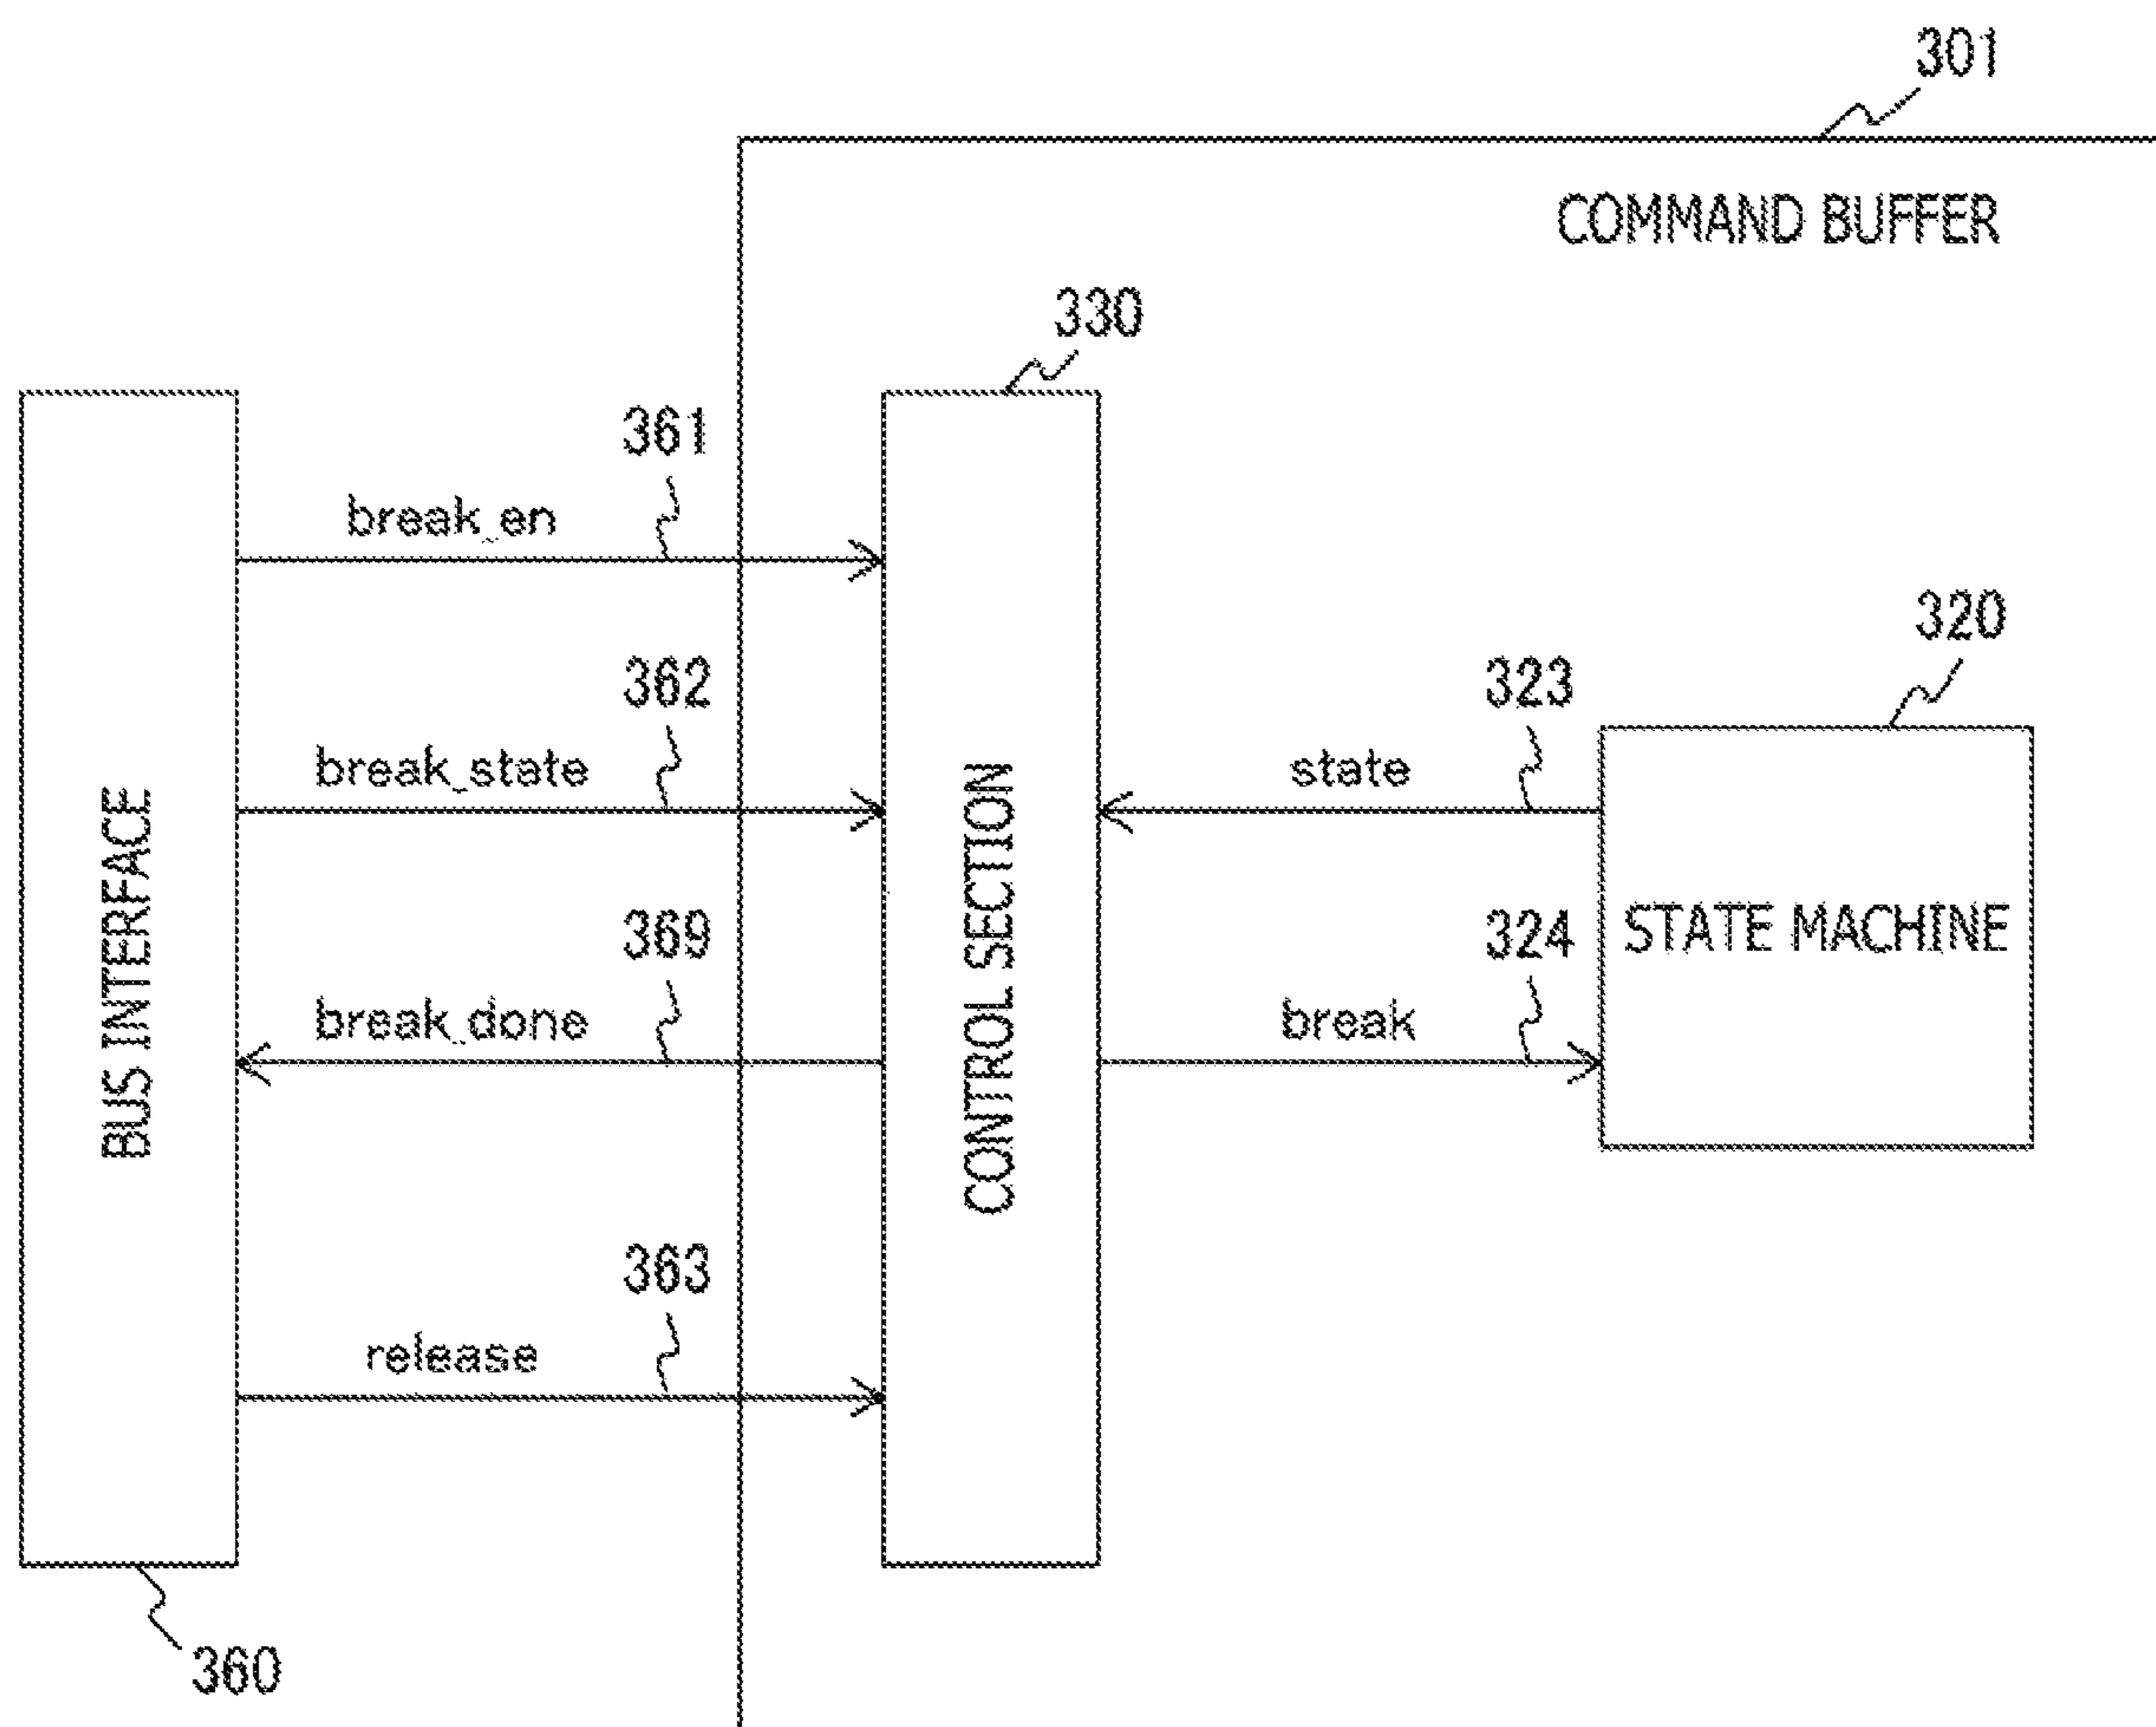 301
COMMAND BUFFER
330
361
break_en
320
362
323
break_state
state
BUS INTERFACE
CONTROL SECTION
STATE MACHINE
369
324
break_done
break
363
release
360